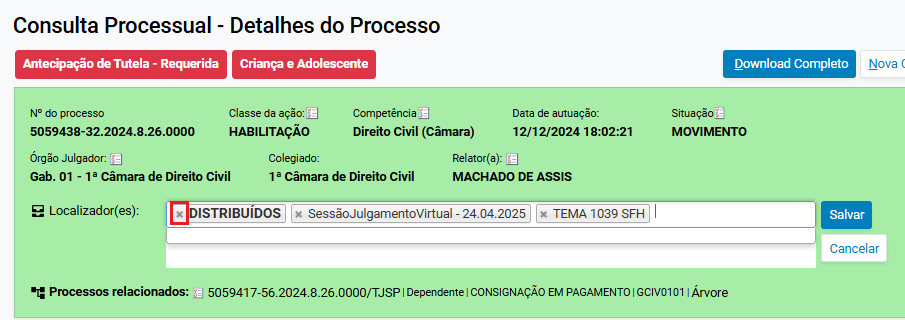 Consulta Processual - Detalhes do Processo
Antecipação de Tutela - Requerida Criança e Adolescente Download Completo Nova
Nº do processo Classe da ação: Competência Data de autuação: Situação
5059438-32.2024.8.26.0000 HABILITAÇÃO Direito Civil (Câmara) 12/12/2024 18:02:21 MOVIMENTO
Órgão Julgador: Colegiado: Relator(a):
Gab. 01 - 1ª Câmara de Direito Civil 1ª Câmara de Direito Civil MACHADO DE ASSIS
Localizador(es): × DISTRIBUÍDOS × SessãoJulgamentoVirtual - 24.04.2025 × TEMA 1039 SFH Salvar
Cancelar
Processos relacionados: 5059417-56.2024.8.26.0000/TJSP | Dependente | CONSIGNAÇÃO EM PAGAMENTO | GCIV0101 | Árvore